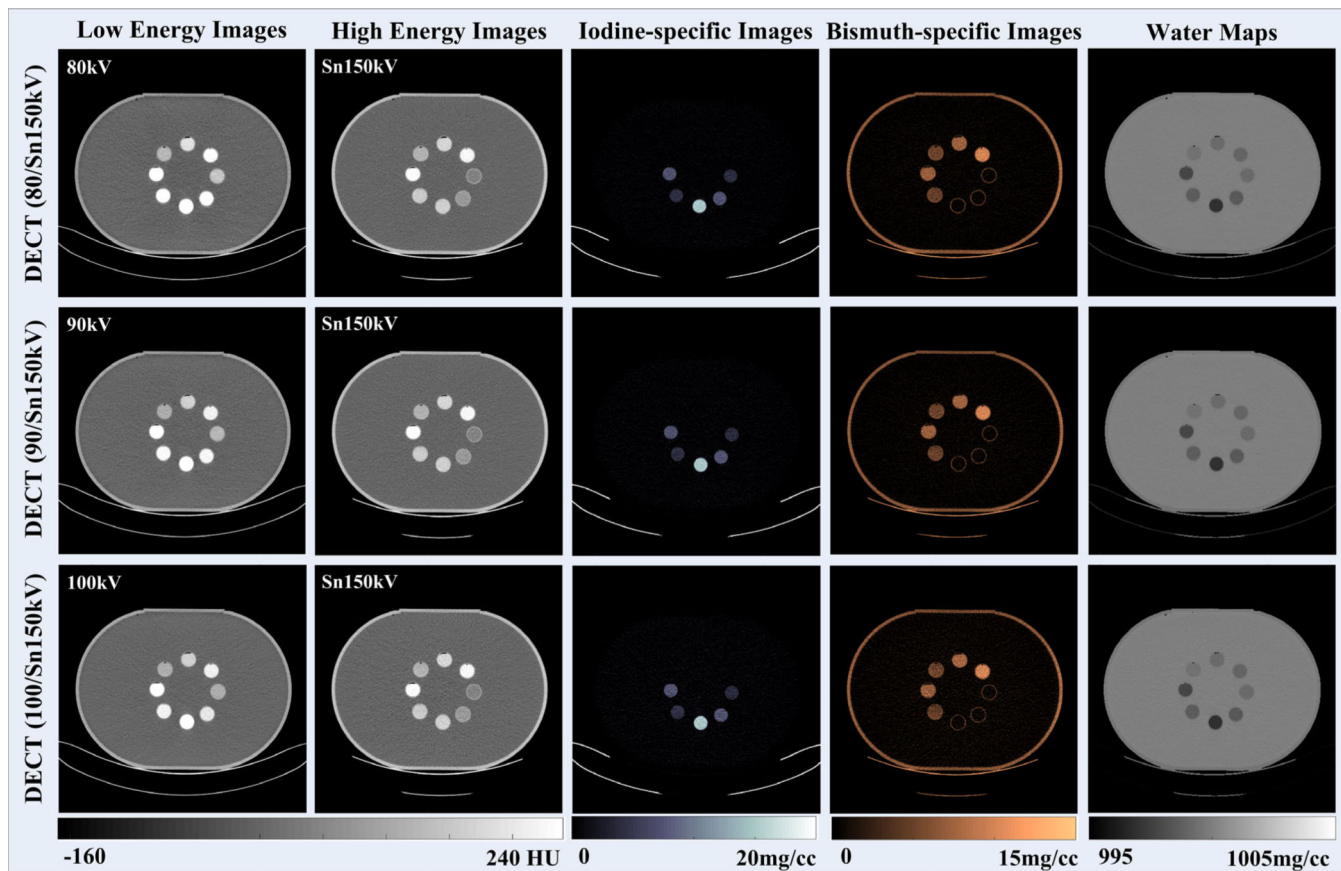 Low Energy Images
High Energy Images
Iodine-specific Images
Bismuth-specific Images
Water Maps
DECT (80/Sn150kV)
80kV
Sn150kV
DECT (90/Sn150kV)
90kV
Sn150kV
DECT (100/Sn150kV)
100kV
Sn150kV
-160
240 HU
0
20mg/cc
0
15mg/cc
995
1005mg/cc